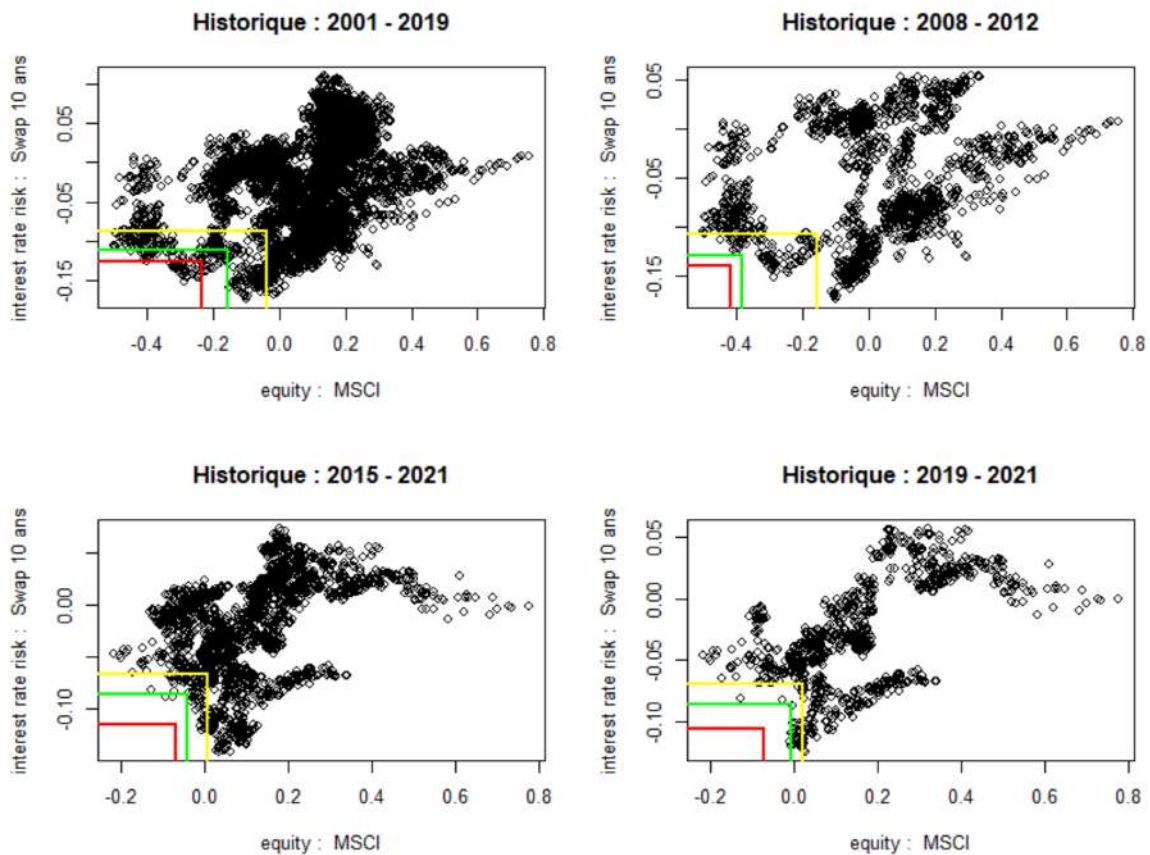 Historique : 2001 - 2019
interest rate risk : Swap 10 ans
0.05
-0.05
-0.15
-0.4 -0.2 0.0 0.2 0.4 0.6 0.8
equity : MSCI
Historique : 2008 - 2012
interest rate risk : Swap 10 ans
0.05
-0.05
-0.15
-0.4 -0.2 0.0 0.2 0.4 0.6 0.8
equity : MSCI
Historique : 2015 - 2021
interest rate risk : Swap 10 ans
0.00
-0.10
-0.2 0.0 0.2 0.4 0.6 0.8
equity : MSCI
Historique : 2019 - 2021
interest rate risk : Swap 10 ans
0.05
0.00
-0.05
-0.10
-0.2 0.0 0.2 0.4 0.6 0.8
equity : MSCI